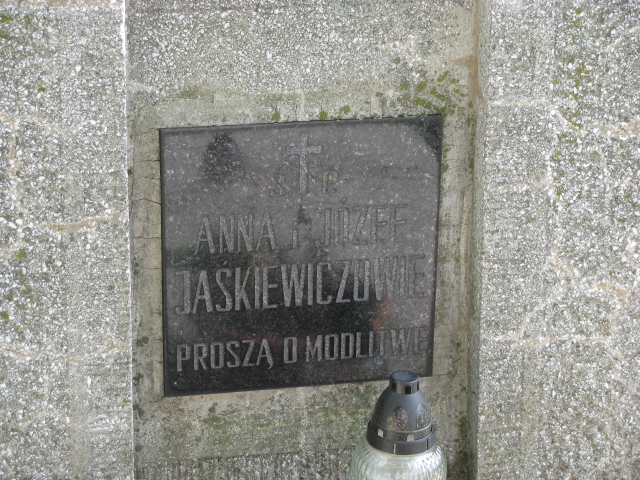 Ś. P.
ANNA I JÓZEF
JAŚKIEWICZOWIE
PROSZĄ O MODLITWĘ